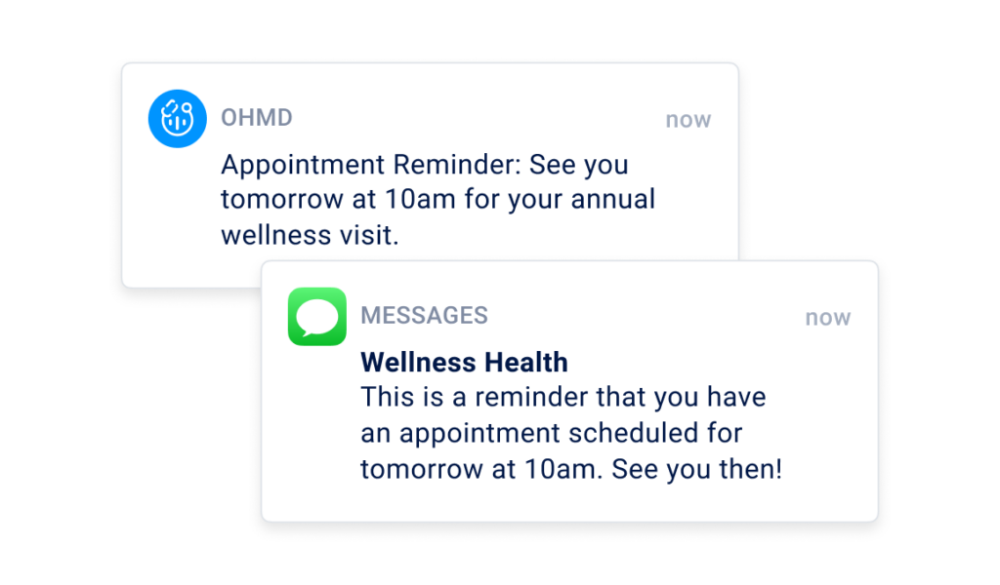 OHMD
now
Appointment Reminder: See you
tomorrow at 10am for your annual
wellness visit.
MESSAGES
now
Wellness Health
This is a reminder that you have
an appointment scheduled for
tomorrow at 10am. See you then!